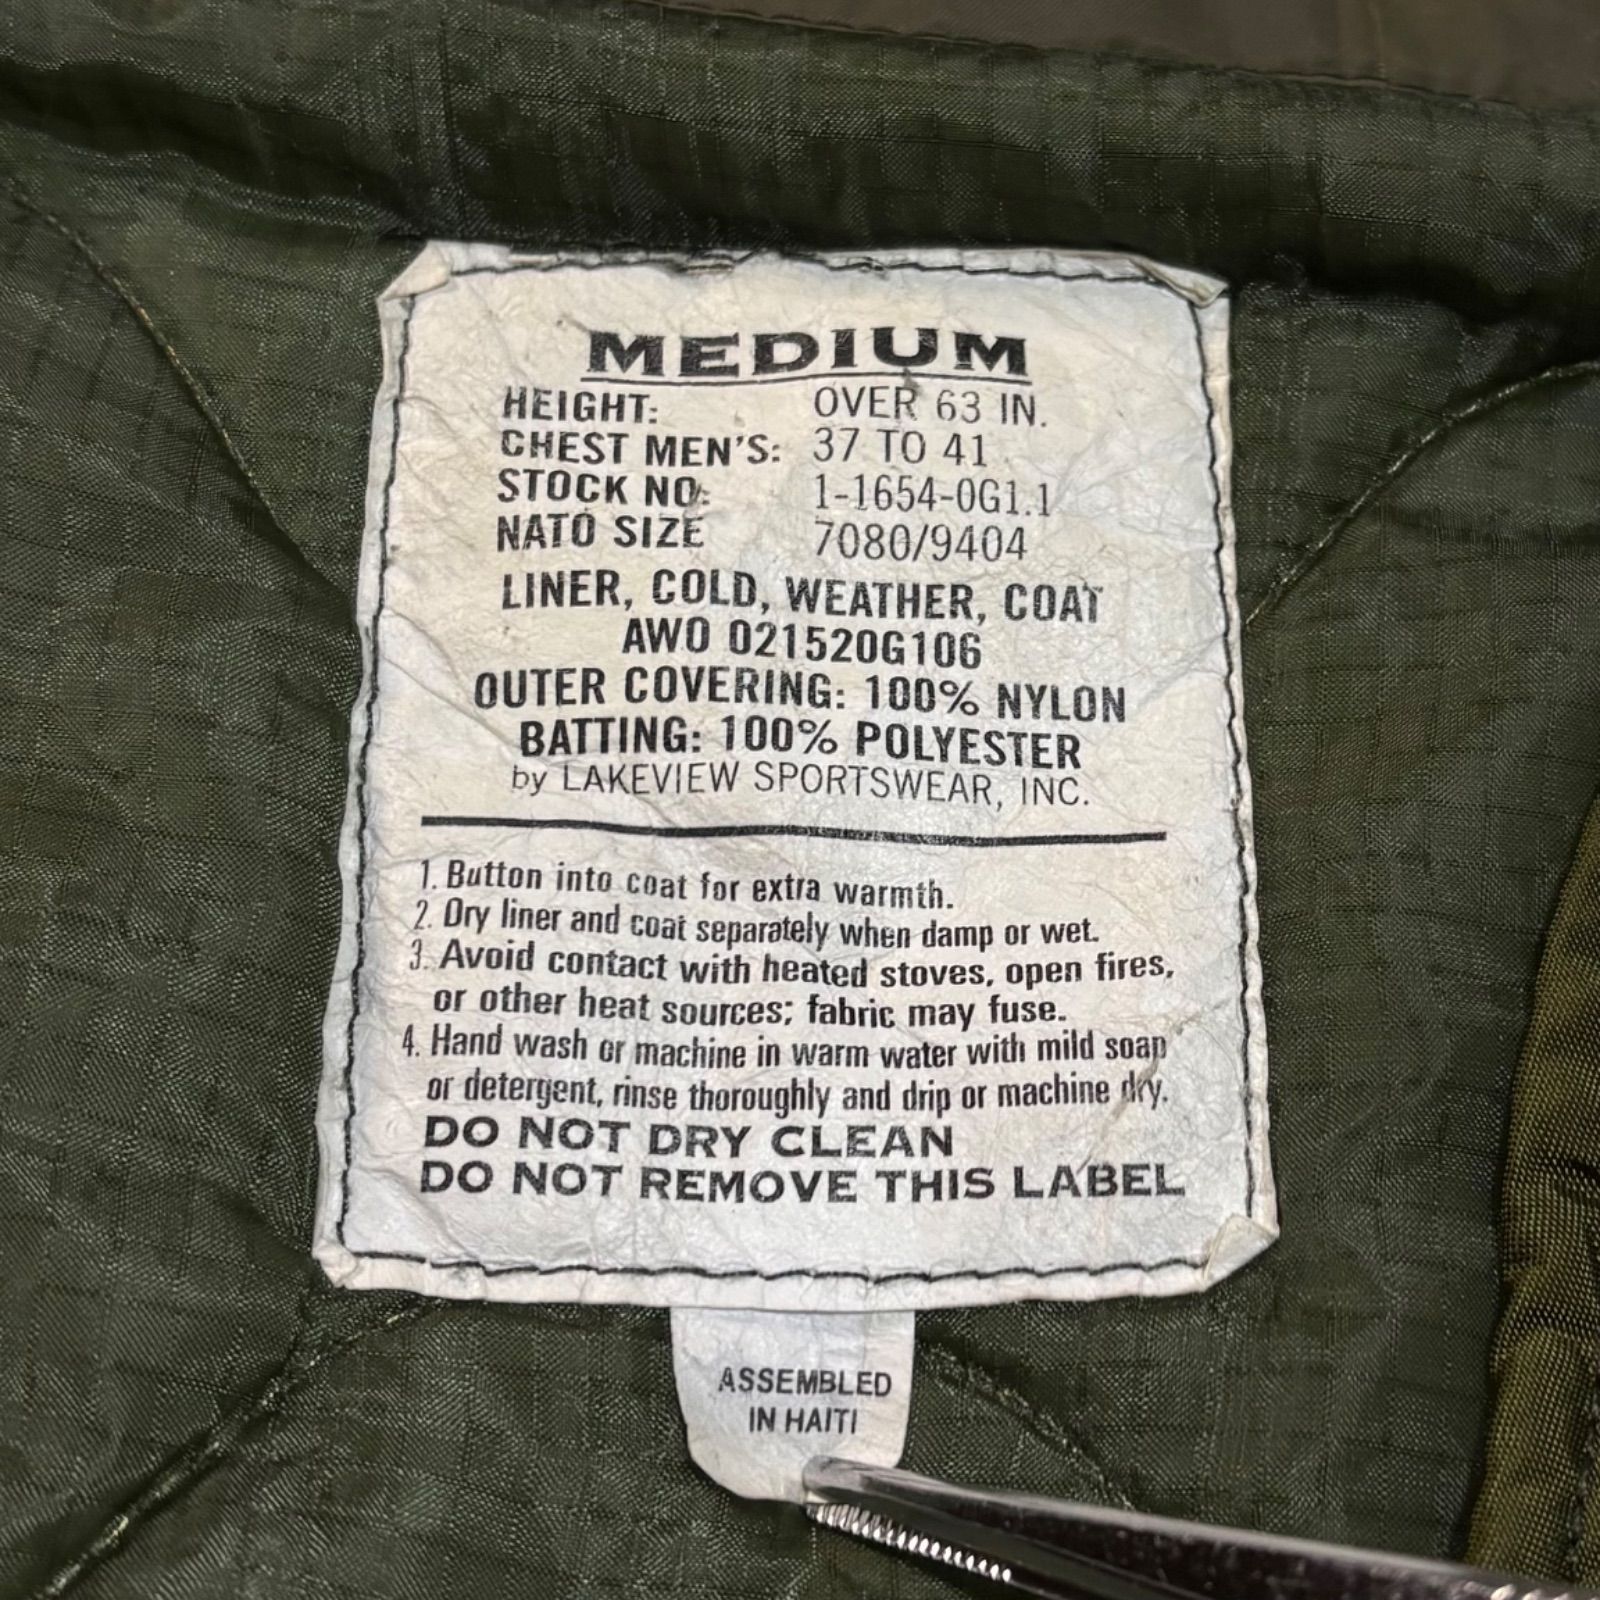 MEDIUM
HEIGHT: OVER 63 IN.
CHEST MEN'S: 37 TO 41
STOCK NO: 1-1654-0G1.1
NATO SIZE 7080/9404
LINER, COLD, WEATHER, COAT
AWO 021520G106
OUTER COVERING: 100% NYLON
BATTING: 100% POLYESTER
by LAKEVIEW SPORTSWEAR, INC.
1. Button into coat for extra warmth.
2. Dry liner and coat separately when damp or wet.
3. Avoid contact with heated stoves, open fires,
or other heat sources; fabric may fuse.
4. Hand wash or machine in warm water with mild soap
or detergent, rinse thoroughly and drip or machine dry.
DO NOT DRY CLEAN
DO NOT REMOVE THIS LABEL
ASSEMBLED
IN HAITI